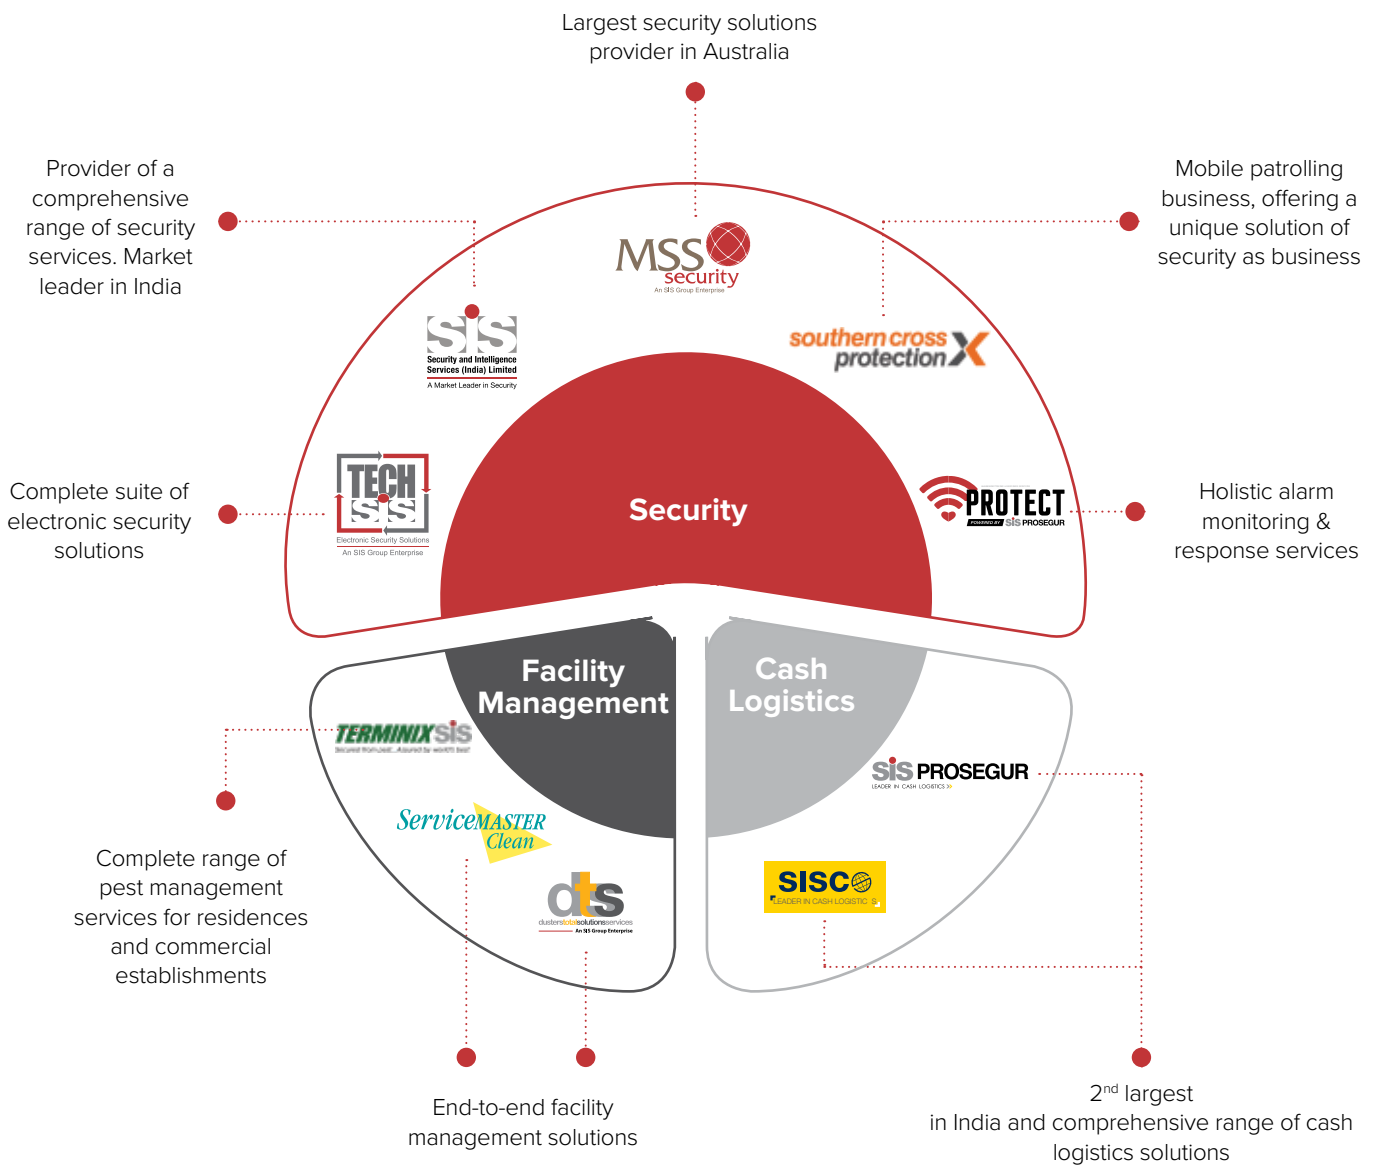 Largest security solutions
provider in Australia
Provider of a
comprehensive
range of security
services. Market
leader in India
Mobile patrolling
business, offering a
unique solution of
security as business
MSS
security
An SIS Group Enterprise
SIS
Security and Intelligence
Services (India) Limited
A Market Leader in Security
southern cross
protection
Complete suite of
electronic security
solutions
TECH
SIS
Electronic Security Solutions
An SIS Group Enterprise
Security
PROTECT
POWERED BY SIS PROSEGUR
Holistic alarm
monitoring &
response services
Facility
Management
Cash
Logistics
TERMINIX SIS
SIS PROSEGUR
LEADER IN CASH LOGISTICS
ServiceMASTER
Clean
dts
dusterstotalsolutionsservices
An SIS Group Enterprise
SISCO
LEADER IN CASH LOGISTIC S
Complete range of
pest management
services for residences
and commercial
establishments
End-to-end facility
management solutions
2nd largest
in India and comprehensive range of cash
logistics solutions